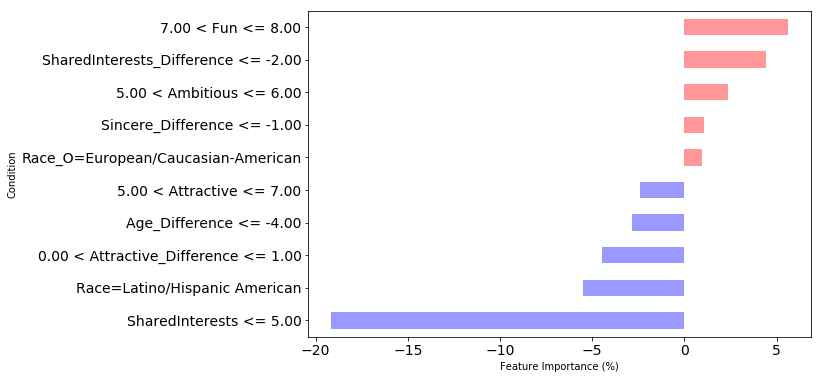 7.00 < Fun <= 8.00
SharedInterests_Difference <= -2.00
5.00 < Ambitious <= 6.00
Sincere_Difference <= -1.00
Race_O=European/Caucasian-American
5.00 < Attractive <= 7.00
Age_Difference <= -4.00
0.00 < Attractive_Difference <= 1.00
Race=Latino/Hispanic American
SharedInterests <= 5.00
Condition
−20 −15 −10 −5 0 5
Feature Importance (%)